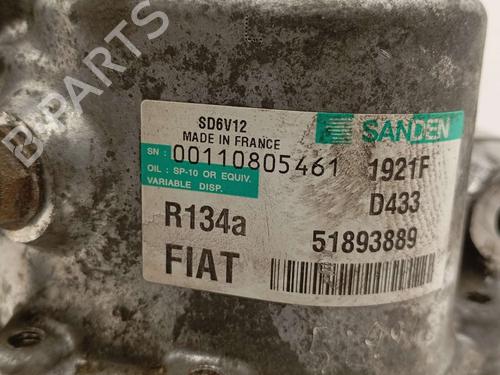 B-PARTS
SD6V12
MADE IN FRANCE
SANDEN
SN : 00110805461
1921F
OIL : SP-10 OR EQUIV.
VARIABLE DISP.
D433
R134a
51893889
FIAT